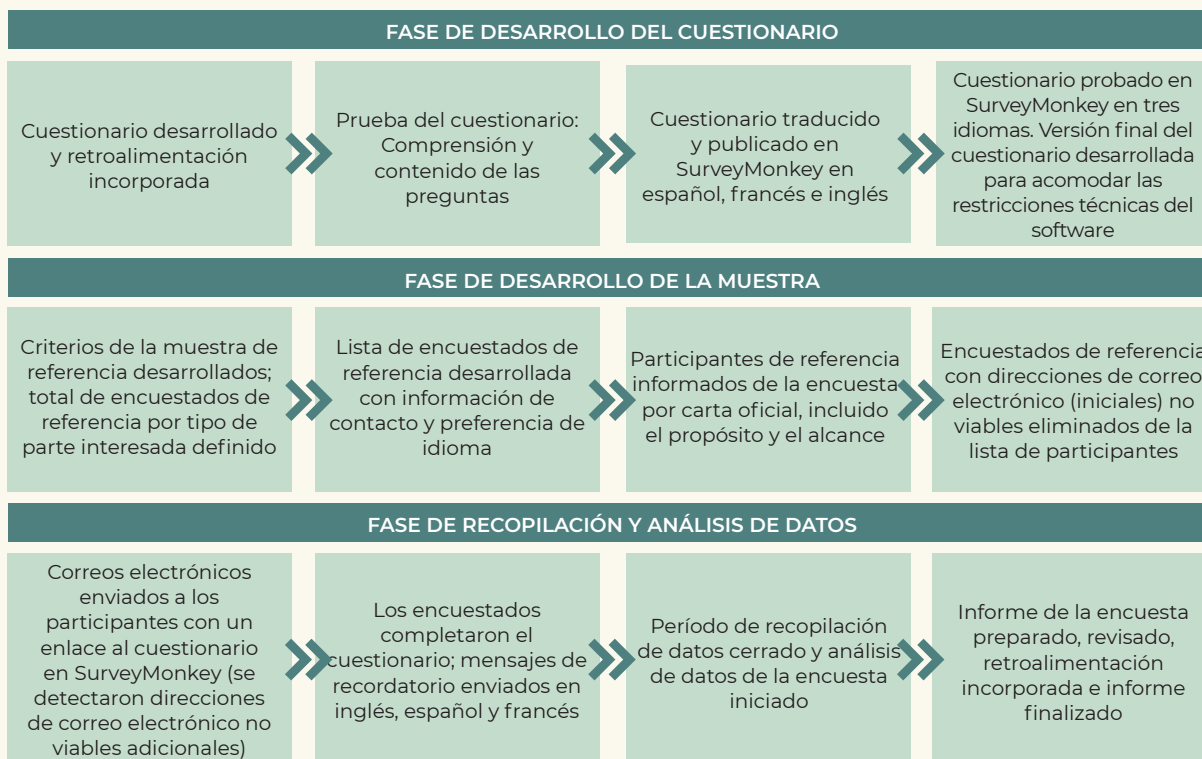 FASE DE DESARROLLO DEL CUESTIONARIO
Cuestionario desarrollado
y retroalimentación
incorporada
Prueba del cuestionario:
Comprensión y
contenido de las
preguntas
Cuestionario traducido
y publicado en
SurveyMonkey en
español, francés e inglés
Cuestionario probado en
SurveyMonkey en tres
idiomas. Versión final del
cuestionario desarrollada
para acomodar las
restricciones técnicas del
software
FASE DE DESARROLLO DE LA MUESTRA
Criterios de la muestra de
referencia desarrollados;
total de encuestados de
referencia por tipo de
parte interesada definido
Lista de encuestados de
referencia desarrollada
con información de
contacto y preferencia de
idioma
Participantes de referencia
informados de la encuesta
por carta oficial, incluido
el propósito y el alcance
Encuestados de referencia
con direcciones de correo
electrónico (iniciales) no
viables eliminados de la
lista de participantes
FASE DE RECOPILACIÓN Y ANÁLISIS DE DATOS
Correos electrónicos
enviados a los
participantes con un
enlace al cuestionario
en SurveyMonkey (se
detectaron direcciones
de correo electrónico no
viables adicionales)
Los encuestados
completaron el
cuestionario; mensajes de
recordatorio enviados en
inglés, español y francés
Período de recopilación
de datos cerrado y análisis
de datos de la encuesta
iniciado
Informe de la encuesta
preparado, revisado,
retroalimentación
incorporada e informe
finalizado